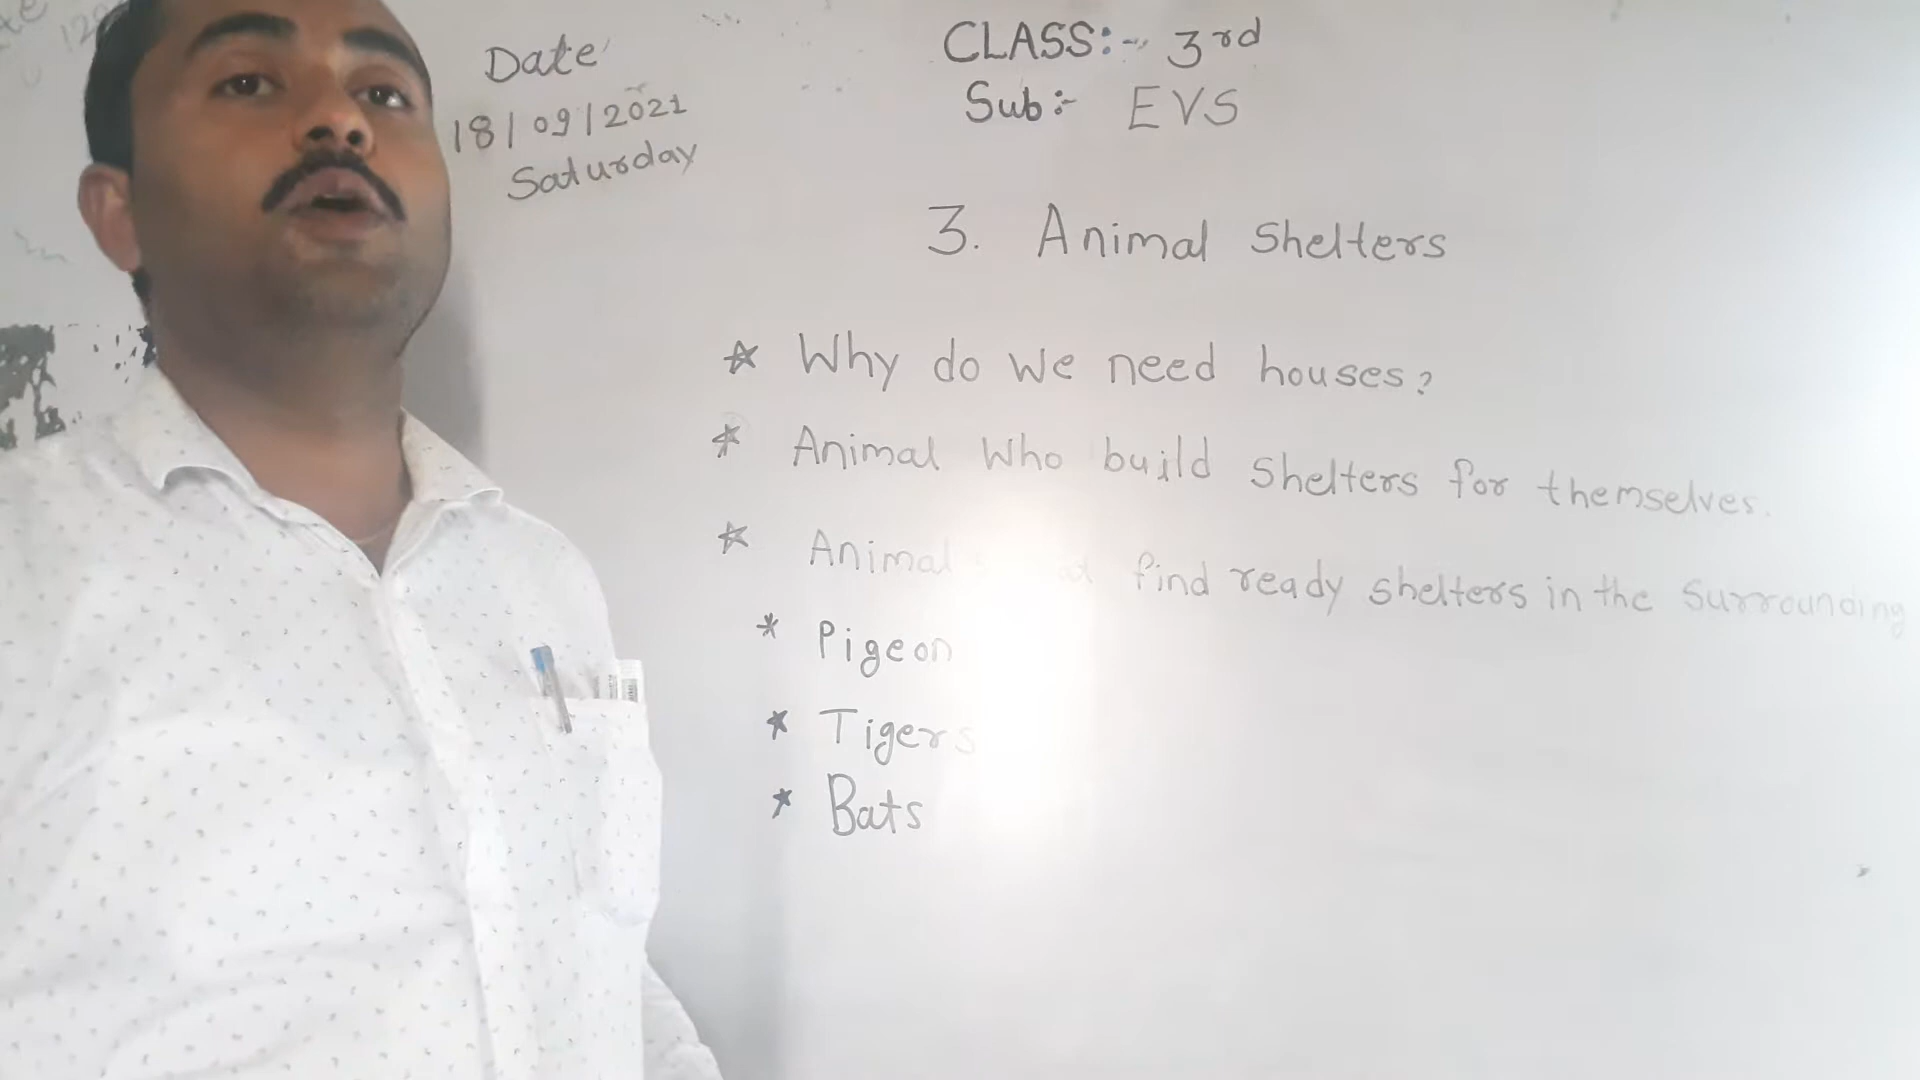 Date
18/09/2021
Saturday
CLASS:- 3rd
Sub:- EVS
3. Animal Shelters
* Why do we need houses?
* Animal who build Shelters for themselves.
* Animal find ready shelters in the surrounding
* Pigeon
* Tigers
* Bats